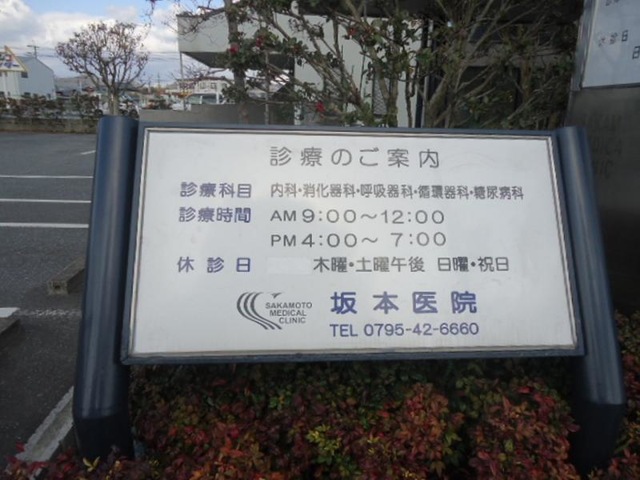 診療のご案内
診療科目 内科・消化器科・呼吸器科・循環器科・糖尿病科
診療時間 AM 9:00～12:00
PM 4:00～ 7:00
休診日 木曜・土曜午後 日曜・祝日
SAKAMOTO
MEDICAL
CLINIC
坂本医院
TEL 0795-42-6660
休診日